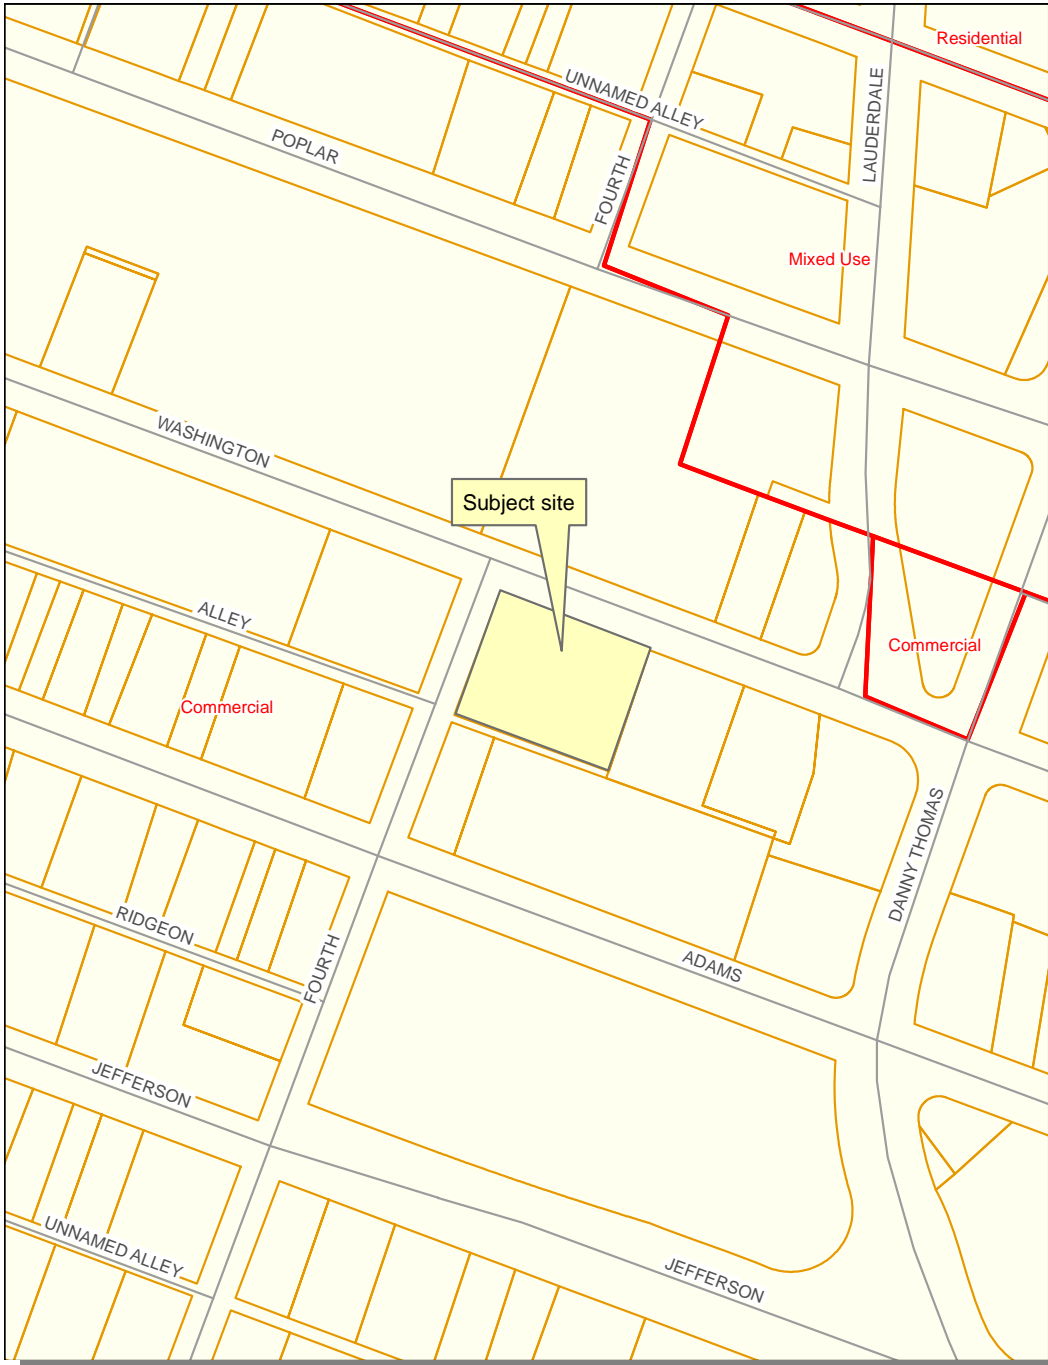 Residential
UNNAMED ALLEY
LAUDERDALE
POPLAR
FOURTH
Mixed Use
WASHINGTON
Subject site
ALLEY
Commercial
Commercial
DANNY THOMAS
RIDGEON
FOURTH
ADAMS
JEFFERSON
UNNAMED ALLEY
JEFFERSON